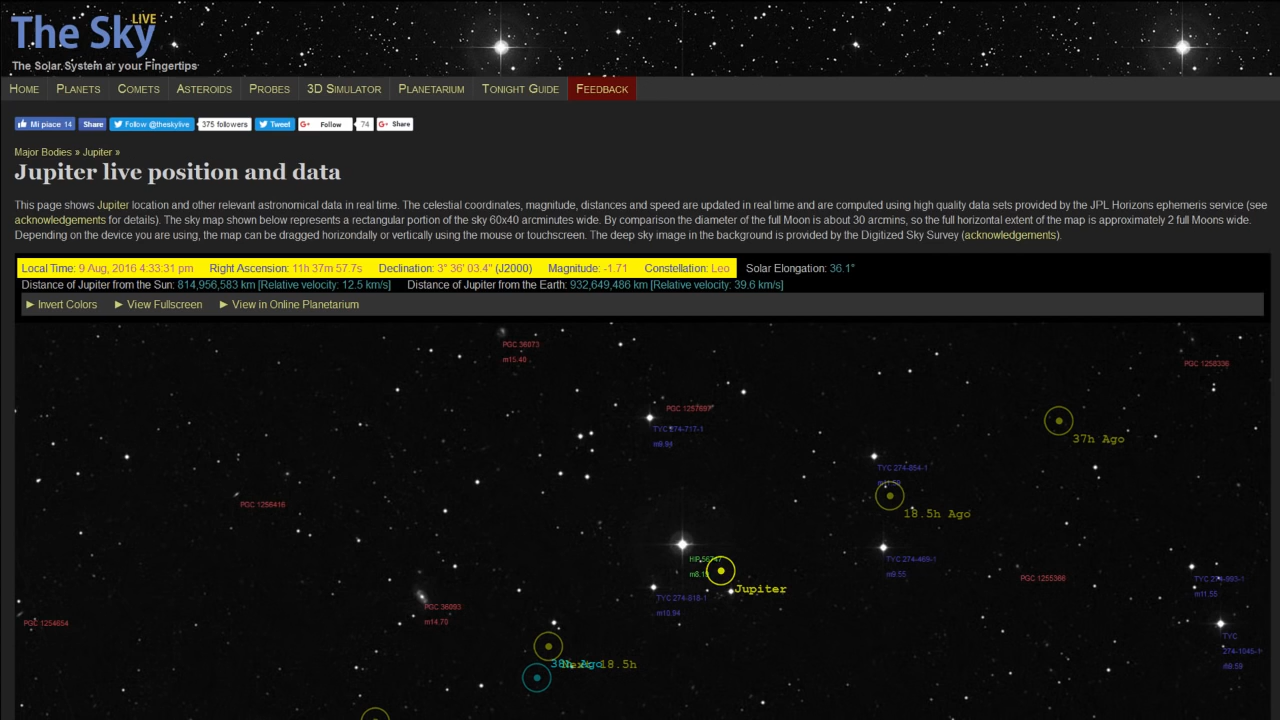 The Sky LIVE
The Solar System ar your Fingertips
HOME PLANETS COMETS ASTEROIDS PROBES 3D SIMULATOR PLANETARIUM TONIGHT GUIDE FEEDBACK
Mi piace 14 Share Follow @theskylive 375 followers Tweet G+ Follow 74 G+ Share
Major Bodies » Jupiter »
Jupiter live position and data
This page shows Jupiter location and other relevant astronomical data in real time. The celestial coordinates, magnitude, distances and speed are updated in real time and are computed using high quality data sets provided by the JPL Horizons ephemeris service (see
acknowledgements for details). The sky map shown below represents a rectangular portion of the sky 60x40 arcminutes wide. By comparison the diameter of the full Moon is about 30 arcmins, so the full horizontal extent of the map is approximately 2 full Moons wide.
Depending on the device you are using, the map can be dragged horizondally or vertically using the mouse or touchscreen. The deep sky image in the background is provided by the Digitized Sky Survey (acknowledgements).
Local Time: 9 Aug, 2016 4:33:31 pm Right Ascension: 11h 37m 57.7s Declination: 3° 36' 03.4" (J2000) Magnitude: -1.71 Constellation: Leo Solar Elongation: 36.1°
Distance of Jupiter from the Sun: 814,956,583 km [Relative velocity: 12.5 km/s] Distance of Jupiter from the Earth: 932,649,486 km [Relative velocity: 39.6 km/s]
► Invert Colors ► View Fullscreen ► View in Online Planetarium
PGC 36073
m15.40
PGC 1258336
PGC 1257697
TYC 274-717-1
m9.94
37h Ago
TYC 274-854-1
PGC 1256416
18.5h Ago
HIP 56747
TYC 274-469-1
m9.55
PGC 1255366
m11.55
Jupiter
TYC 274-818-1
m10.94
PGC 36093
m14.70
PGC 1254654
TYC
274-1045-1
Next 18.5h